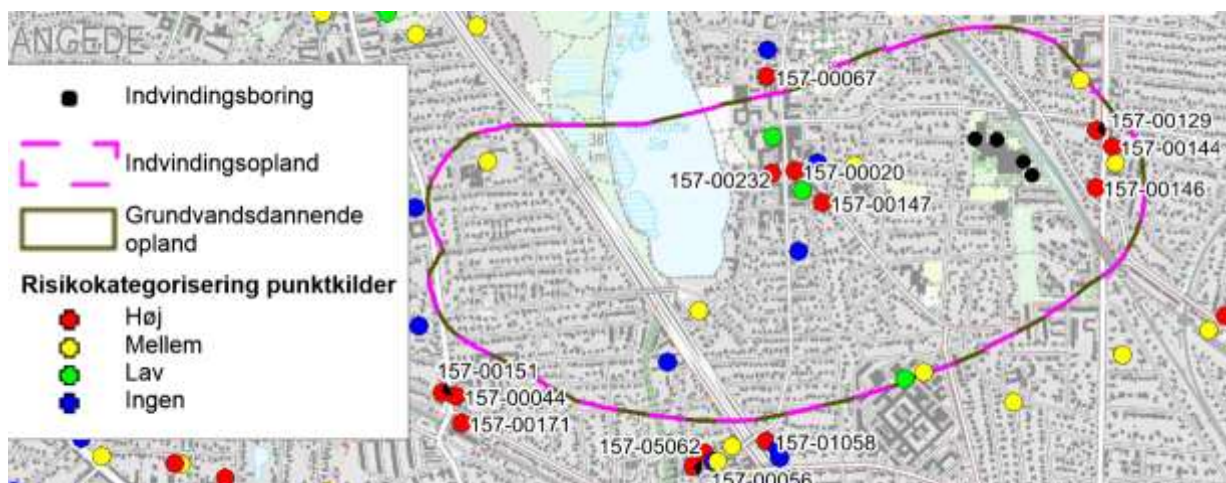 ANGEDE
Indvindingsboring
Indvindingsopland
Grundvandsdannende
opland
Risikokategorisering punktkilder
Høj
Mellem
Lav
Ingen
157-00067
157-00129
157-00144
157-00232
157-00020
157-00146
157-00147
157-00151
157-00044
157-00171
157-05062
157-01058
157-00056